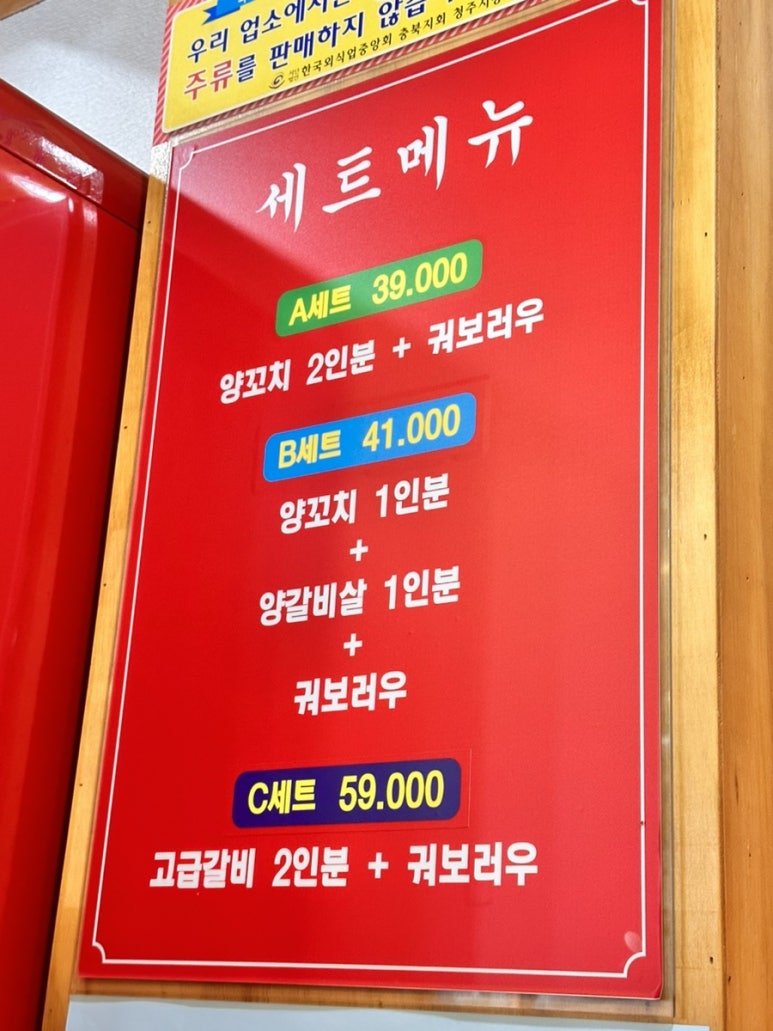 우리 업소에서는
주류를 판매하지 않습
한국외식업중앙회 충북지회 청주시
세트메뉴
A세트 39.000
양꼬치 2인분 + 궈보러우
B세트 41.000
양꼬치 1인분
+
양갈비살 1인분
+
궈보러우
C세트 59.000
고급갈비 2인분 + 궈보러우